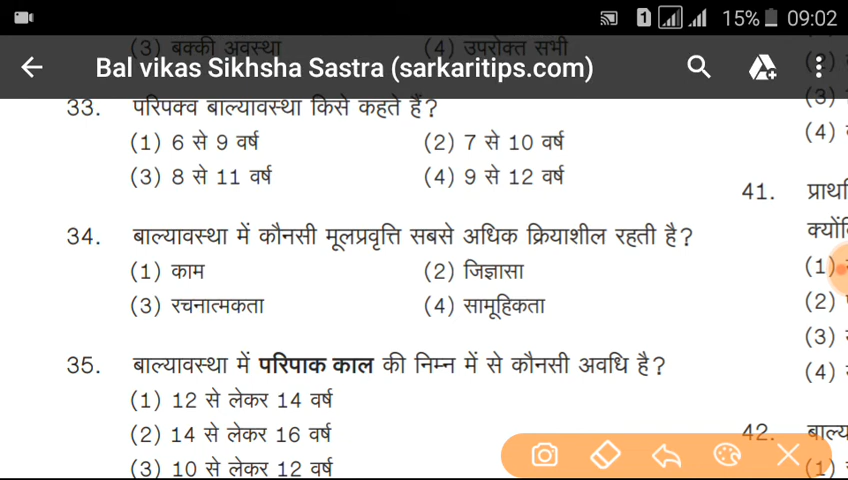 1 15% 09:02
(3) बक्की अवस्था (4) उपरोक्त सभी
Bal vikas Sikhsha Sastra (sarkaritips.com)
33. परिपक्व बाल्यावस्था किसे कहते हैं?
(1) 6 से 9 वर्ष (2) 7 से 10 वर्ष
(3) 8 से 11 वर्ष (4) 9 से 12 वर्ष
34. बाल्यावस्था में कौनसी मूलप्रवृत्ति सबसे अधिक क्रियाशील रहती है?
(1) काम (2) जिज्ञासा
(3) रचनात्मकता (4) सामूहिकता
35. बाल्यावस्था में परिपाक काल की निम्न में से कौनसी अवधि है?
(1) 12 से लेकर 14 वर्ष
(2) 14 से लेकर 16 वर्ष
(3) 10 से लेकर 12 वर्ष
(2)
(3)
(4)
41.
(1)
(2)
(3)
(4)
42.
(1)